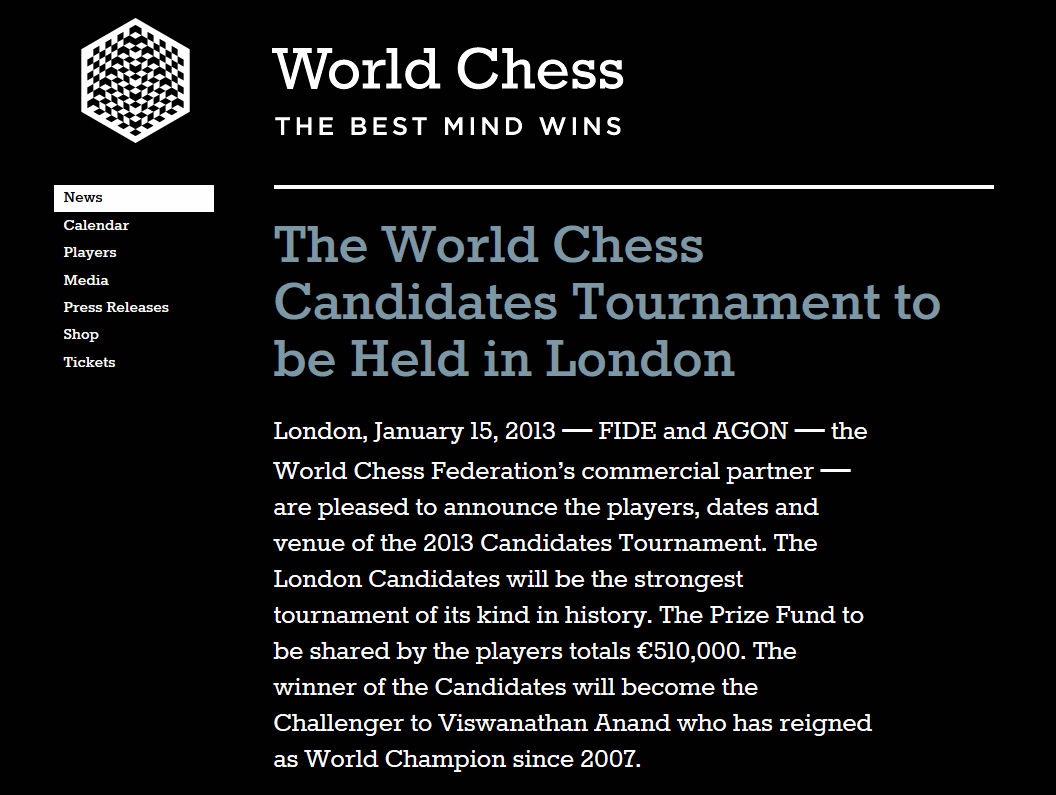 World Chess
THE BEST MIND WINS
News
Calendar
Players
Media
Press Releases
Shop
Tickets
The World Chess
Candidates Tournament to
be Held in London
London, January 15, 2013 — FIDE and AGON — the
World Chess Federation’s commercial partner —
are pleased to announce the players, dates and
venue of the 2013 Candidates Tournament. The
London Candidates will be the strongest
tournament of its kind in history. The Prize Fund to
be shared by the players totals €510,000. The
winner of the Candidates will become the
Challenger to Viswanathan Anand who has reigned
as World Champion since 2007.